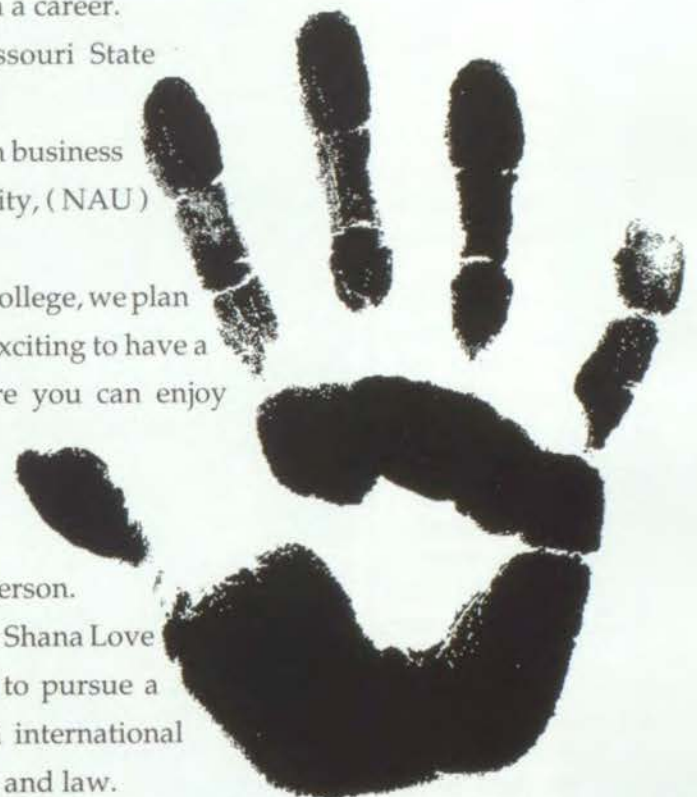 a career.
ssouri State
business
ity, ( NAU )
ollege, we plan
xciting to have a
re you can enjoy
erson.
Shana Love
to pursue a
international
and law.